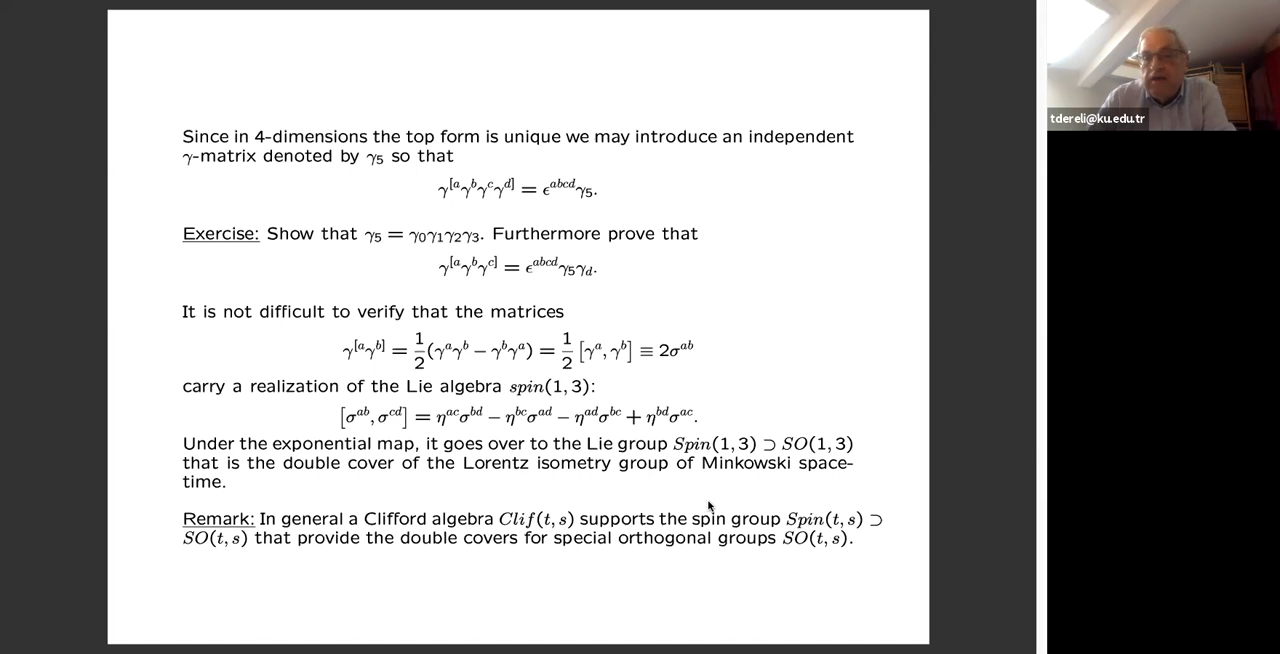 Since in 4-dimensions the top form is unique we may introduce an independent
γ-matrix denoted by γ₅ so that
γ^{[a}γ^bγ^cγ^{d]} = ϵ^{abcd}γ₅.
Exercise: Show that γ₅ = γ₀γ₁γ₂γ₃. Furthermore prove that
γ^{[a}γ^bγ^{c]} = ϵ^{abcd}γ₅γ_d.
It is not difficult to verify that the matrices
γ^{[a}γ^{b]} = 1/2(γ^aγ^b − γ^bγ^a) = 1/2 [γ^a, γ^b] ≡ 2σ^{ab}
carry a realization of the Lie algebra spin(1, 3):
[σ^{ab}, σ^{cd}] = η^{ac}σ^{bd} − η^{bc}σ^{ad} − η^{ad}σ^{bc} + η^{bd}σ^{ac}.
Under the exponential map, it goes over to the Lie group Spin(1, 3) ⊃ SO(1, 3)
that is the double cover of the Lorentz isometry group of Minkowski space-
time.
Remark: In general a Clifford algebra Clif(t, s) supports the spin group Spin(t, s) ⊃
SO(t, s) that provide the double covers for special orthogonal groups SO(t, s).
tdereli@ku.edu.tr